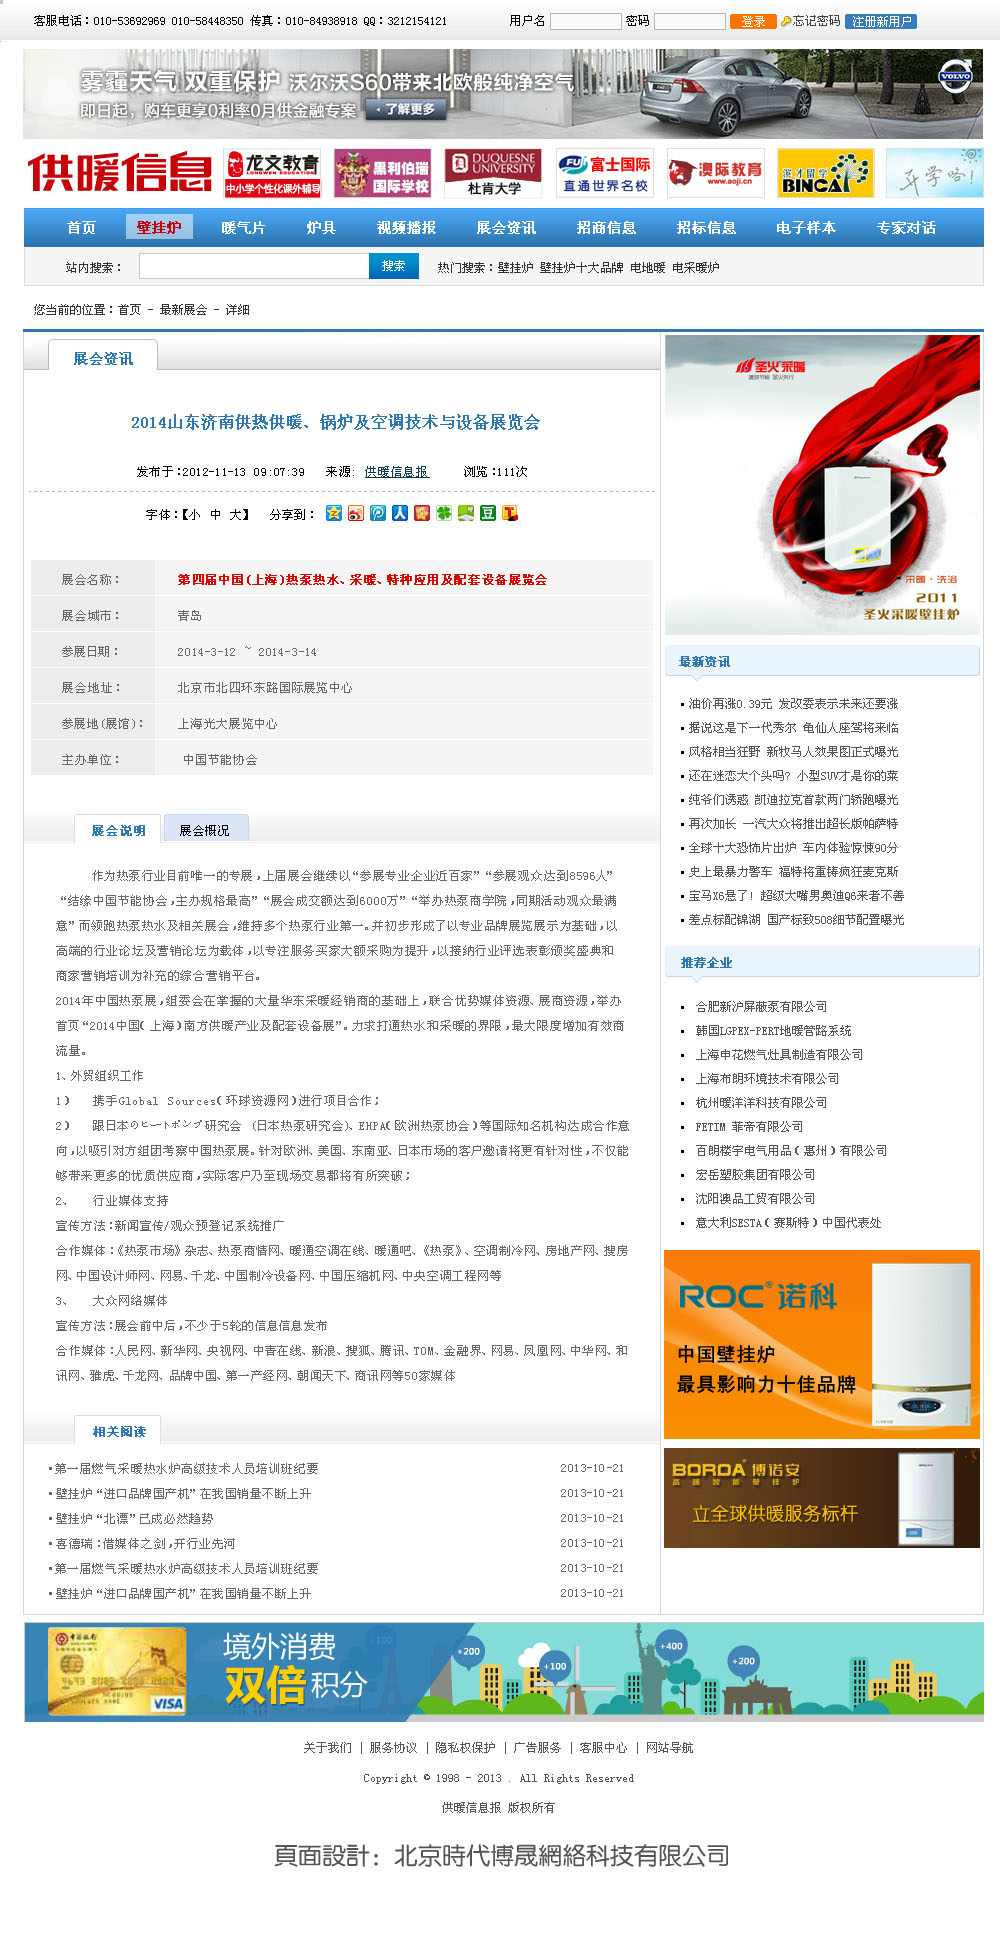 客服电话：010-53692969 010-58448350 传真：010-84938918 QQ：3212154121
用户名 密码 登录 忘记密码 注册新用户
雾霾天气 双重保护 沃尔沃S60带来北欧般纯净空气
即日起，购车更享0利率0月供金融专案 了解更多
VOLVO
供暖信息
龙文教育
中小学个性化课外辅导
黑利伯瑞
国际学校
DUQUESNE
UNIVERSITY
杜肯大学
FU 富士国际
直通世界名校
澳际教育
www.aoji.cn
滨才留学
BINCAI
开学咯！
首页 壁挂炉 暖气片 炉具 视频播报 展会资讯 招商信息 招标信息 电子样本 专家对话
站内搜索： 搜索 热门搜索：壁挂炉 壁挂炉十大品牌 电地暖 电采暖炉
您当前的位置：首页 - 最新展会 - 详细
展会资讯
2014山东济南供热供暖、锅炉及空调技术与设备展览会
发布于：2012-11-13 09:07:39 来源: 供暖信息报 浏览：111次
字体：【小 中 大】 分享到：
展会名称： 第四届中国(上海)热泵热水、采暖、特种应用及配套设备展览会
展会城市： 青岛
参展日期： 2014-3-12 ~ 2014-3-14
展会地址： 北京市北四环东路国际展览中心
参展地(展馆)： 上海光大展览中心
主办单位： 中国节能协会
展会说明 展会概况
作为热泵行业目前唯一的专展，上届展会继续以“参展专业企业近百家”“参展观众达到8596人”
“结缘中国节能协会，主办规格最高”“展会成交额达到6000万”“举办热泵商学院，同期活动观众最满
意”而领跑热泵热水及相关展会，维持多个热泵行业第一。并初步形成了以专业品牌展览展示为基础，以
高端的行业论坛及营销论坛为载体，以专注服务买家大额采购为提升，以接纳行业评选表彰颁奖盛典和
商家营销培训为补充的综合营销平台。
2014年中国热泵展，组委会在掌握的大量华东采暖经销商的基础上，联合优势媒体资源、展商资源，举办
首页“2014中国（上海）南方供暖产业及配套设备展”。力求打通热水和采暖的界限，最大限度增加有效商
流量。
1、外贸组织工作
1） 携手Global Sources（环球资源网）进行项目合作；
2） 跟日本のヒートポンプ研究会 （日本热泵研究会）、EHPA（欧洲热泵协会）等国际知名机构达成合作意
向，以吸引对方组团考察中国热泵展。针对欧洲、美国、东南亚、日本市场的客户邀请将更有针对性，不仅能
够带来更多的优质供应商，实际客户乃至现场交易都将有所突破；
2、 行业媒体支持
宣传方法：新闻宣传/观众预登记系统推广
合作媒体：《热泵市场》杂志、热泵商情网、暖通空调在线、暖通吧、《热泵》、空调制冷网、房地产网、搜房
网、中国设计师网、网易、千龙、中国制冷设备网、中国压缩机网、中央空调工程网等
3、 大众网络媒体
宣传方法：展会前中后，不少于5轮的信息信息发布
合作媒体：人民网、新华网、央视网、中青在线、新浪、搜狐、腾讯、TOM、金融界、网易、凤凰网、中华网、和
讯网、雅虎、千龙网、品牌中国、第一产经网、朝闻天下、商讯网等50家媒体
相关阅读
·第一届燃气采暖热水炉高级技术人员培训班纪要 2013-10-21
·壁挂炉“进口品牌国产机”在我国销量不断上升 2013-10-21
·壁挂炉“北漂”已成必然趋势 2013-10-21
·喜德瑞：借媒体之剑，开行业先河 2013-10-21
·第一届燃气采暖热水炉高级技术人员培训班纪要 2013-10-21
·壁挂炉“进口品牌国产机”在我国销量不断上升 2013-10-21
圣火采暖
采暖·洗浴
2011
圣火采暖壁挂炉
最新资讯
油价再涨0.39元 发改委表示未来还要涨
据说这是下一代秀尔 龟仙人座驾将来临
风格相当狂野 新牧马人效果图正式曝光
还在迷恋大个头吗? 小型SUV才是你的菜
纯爷们诱惑 凯迪拉克首款两门轿跑曝光
再次加长 一汽大众将推出超长版帕萨特
全球十大恐怖片出炉 车内体验惊悚90分
史上最暴力警车 福特将重铸疯狂麦克斯
宝马X6悬了! 超级大嘴男奥迪Q6来者不善
差点标配锦湖 国产标致508细节配置曝光
推荐企业
合肥新沪屏蔽泵有限公司
韩国LGPEX-PERT地暖管路系统
上海申花燃气灶具制造有限公司
上海布朗环境技术有限公司
杭州暖洋洋科技有限公司
FETIM 菲帝有限公司
百朗楼宇电气用品（惠州）有限公司
宏岳塑胶集团有限公司
沈阳澳品工贸有限公司
意大利SESTA（赛斯特）中国代表处
ROC®诺科
中国壁挂炉
最具影响力十佳品牌
ROC
BOROA 博诺安
高端智能壁挂炉
立全球供暖服务标杆
中国银行
VISA
境外消费
双倍积分
+100
+200
+100
+400
+200
关于我们 | 服务协议 | 隐私权保护 | 广告服务 | 客服中心 | 网站导航
Copyright © 1998 - 2013 . All Rights Reserved
供暖信息报 版权所有
頁面設計：北京時代博晟網絡科技有限公司